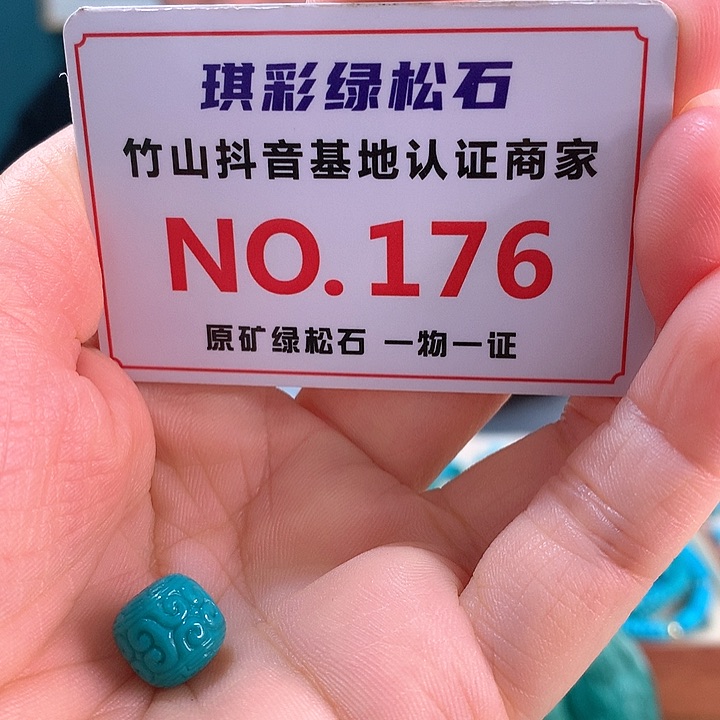 琪彩绿松石
竹山抖音基地认证商家
NO.176
原矿绿松石 一物一证